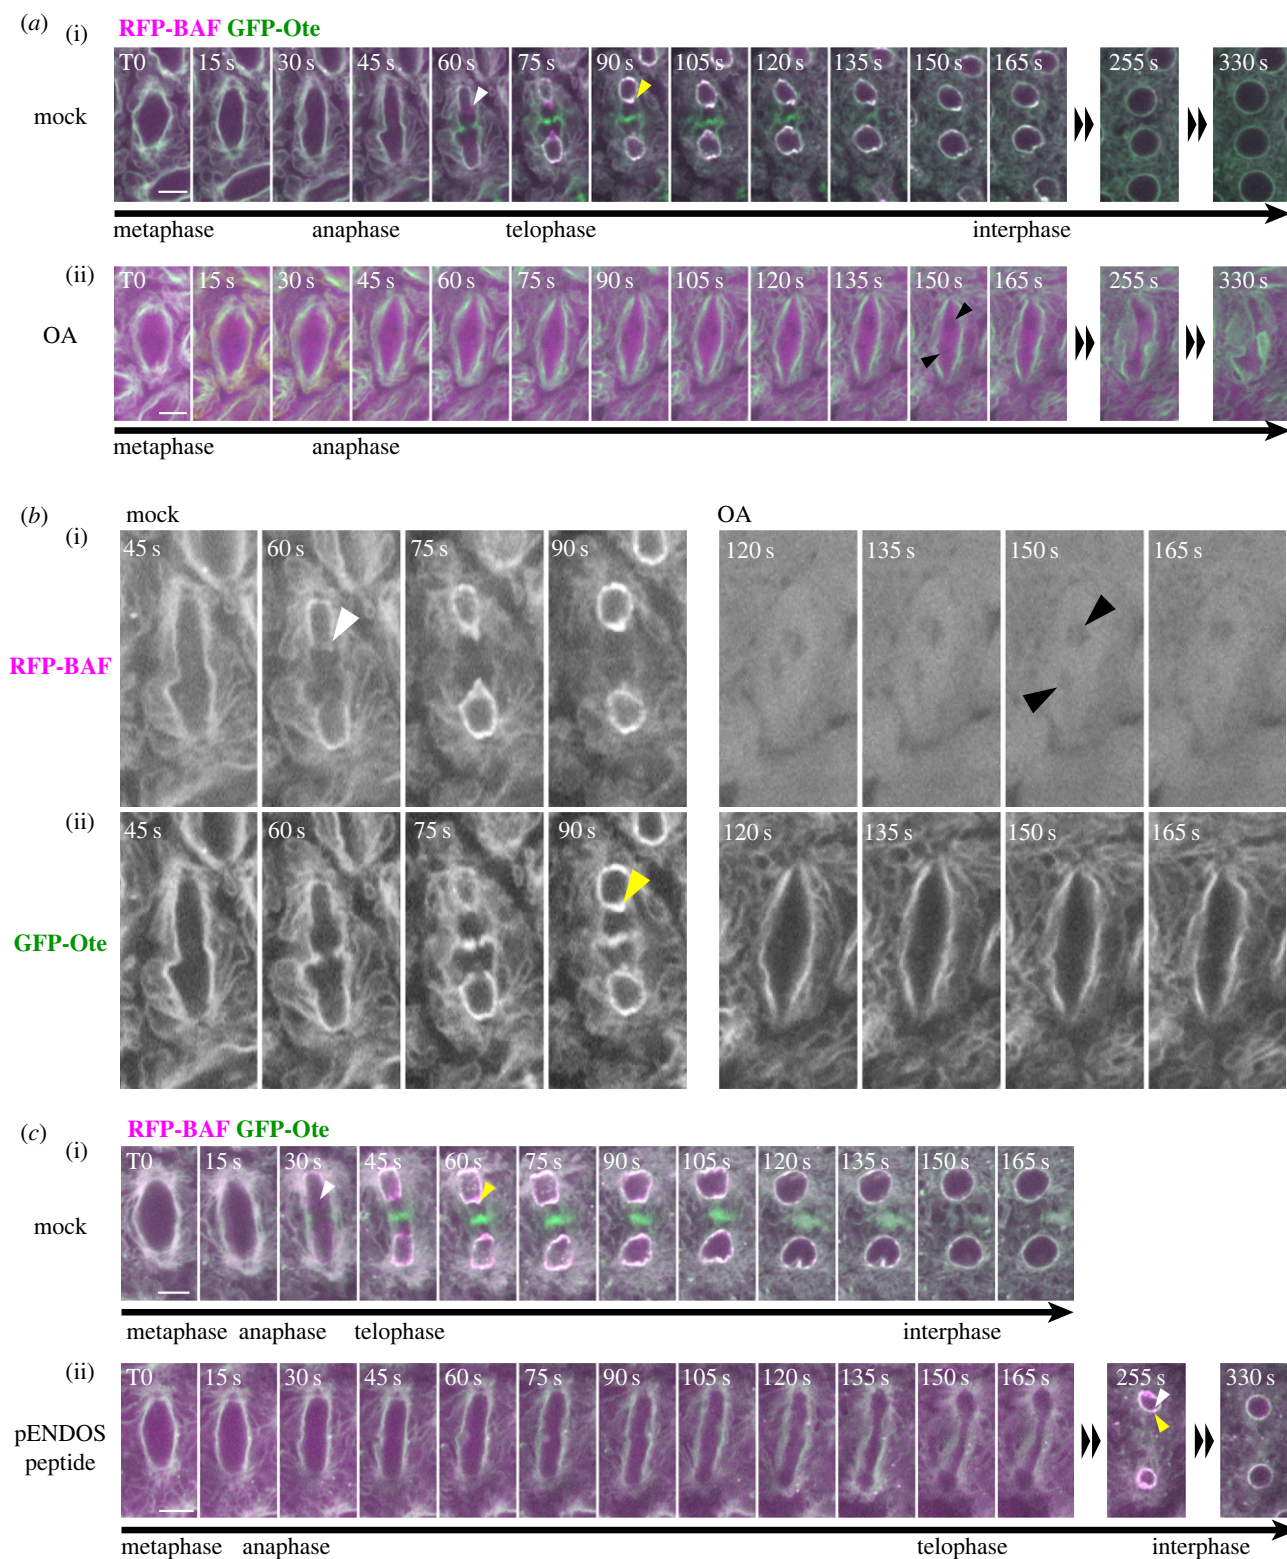 (a) (i) RFP-BAF GFP-Ote
T0 15 s 30 s 45 s 60 s 75 s 90 s 105 s 120 s 135 s 150 s 165 s 255 s 330 s
mock
metaphase anaphase telophase interphase
(ii)
T0 15 s 30 s 45 s 60 s 75 s 90 s 105 s 120 s 135 s 150 s 165 s 255 s 330 s
OA
metaphase anaphase
(b) mock OA
(i)
45 s 60 s 75 s 90 s 120 s 135 s 150 s 165 s
RFP-BAF
(ii)
45 s 60 s 75 s 90 s 120 s 135 s 150 s 165 s
GFP-Ote
(c) RFP-BAF GFP-Ote
(i)
T0 15 s 30 s 45 s 60 s 75 s 90 s 105 s 120 s 135 s 150 s 165 s
mock
metaphase anaphase telophase interphase
(ii)
T0 15 s 30 s 45 s 60 s 75 s 90 s 105 s 120 s 135 s 150 s 165 s 255 s 330 s
pENDOS
peptide
metaphase anaphase telophase interphase